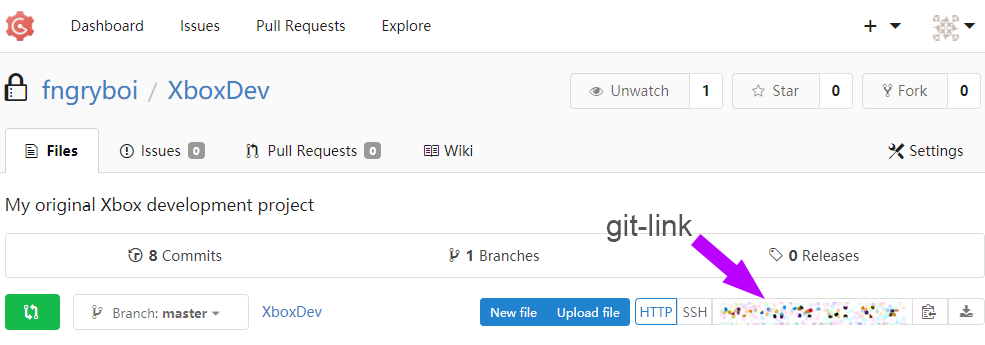 Dashboard Issues Pull Requests Explore
fngryboi / XboxDev
Unwatch 1 Star 0 Fork 0
Files Issues 0 Pull Requests 0 Wiki Settings
My original Xbox development project
git-link
8 Commits 1 Branches 0 Releases
Branch: master XboxDev New file Upload file HTTP SSH